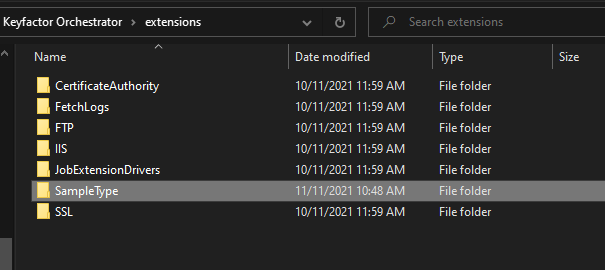 Keyfactor Orchestrator > extensions Search extensions
Name Date modified Type Size
CertificateAuthority 10/11/2021 11:59 AM File folder
FetchLogs 10/11/2021 11:59 AM File folder
FTP 10/11/2021 11:59 AM File folder
IIS 10/11/2021 11:59 AM File folder
JobExtensionDrivers 10/11/2021 11:59 AM File folder
SampleType 11/11/2021 10:48 AM File folder
SSL 10/11/2021 11:59 AM File folder